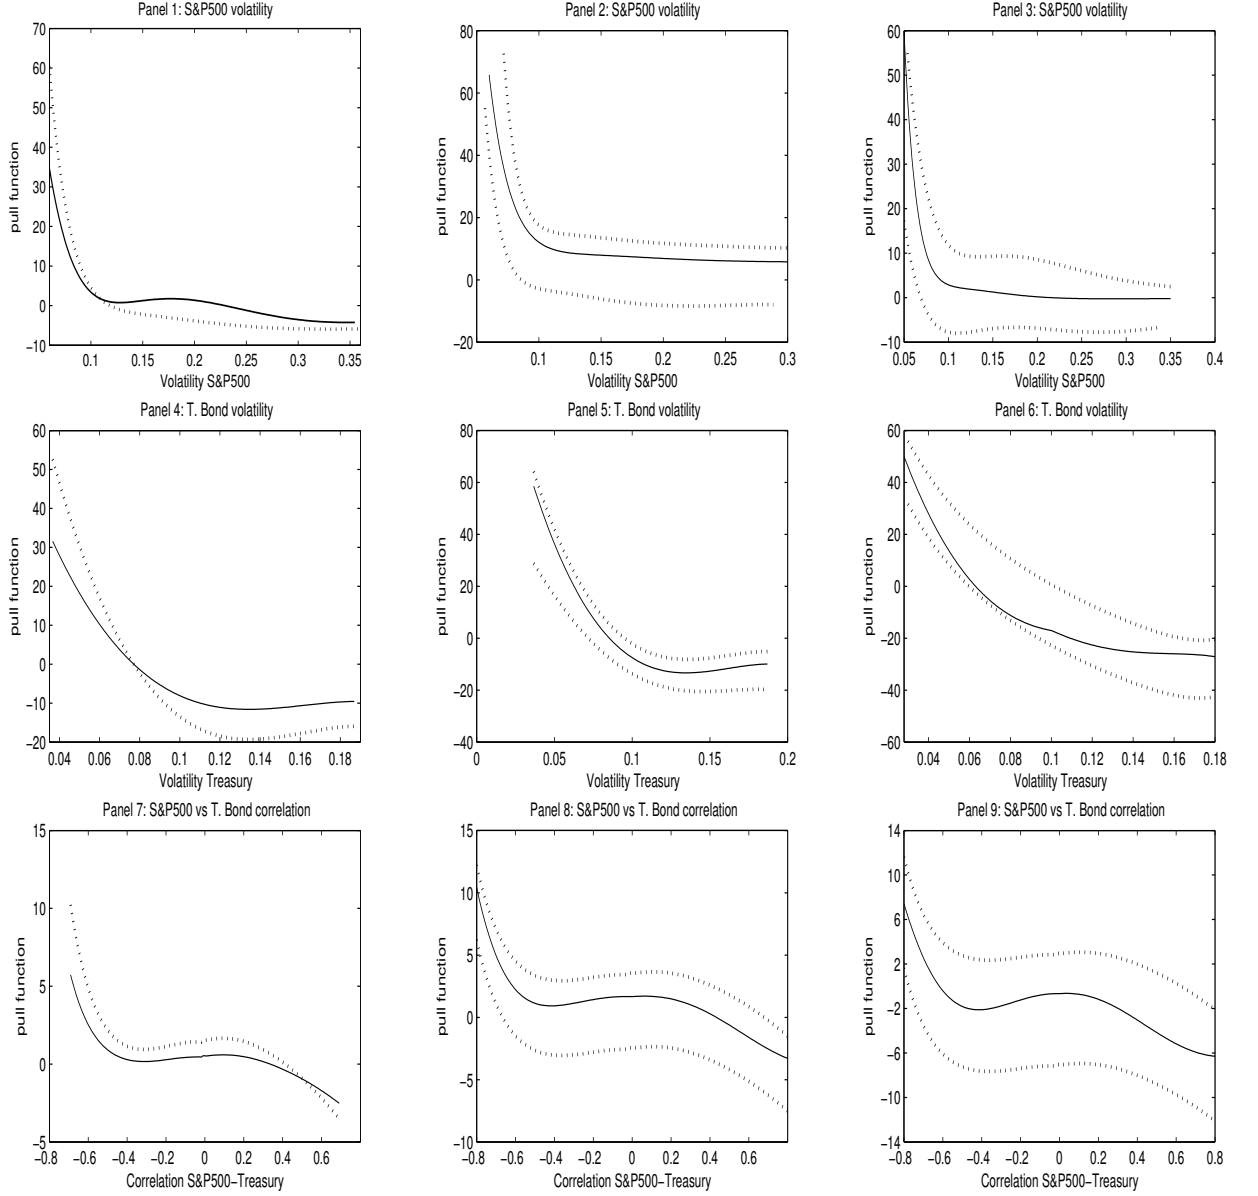 Panel 1: S&P500 volatility
70
60
50
40
30
20
10
0
−10
pull function
0.1 0.15 0.2 0.25 0.3 0.35
Volatility S&P500
Panel 2: S&P500 volatility
80
60
40
20
0
−20
pull function
0.1 0.15 0.2 0.25 0.3
Volatility S&P500
Panel 3: S&P500 volatility
60
50
40
30
20
10
0
−10
pull function
0.05 0.1 0.15 0.2 0.25 0.3 0.35 0.4
Volatility S&P500
Panel 4: T. Bond volatility
60
50
40
30
20
10
0
−10
−20
pull function
0.04 0.06 0.08 0.1 0.12 0.14 0.16 0.18
Volatility Treasury
Panel 5: T. Bond volatility
80
60
40
20
0
−20
−40
pull function
0 0.05 0.1 0.15 0.2
Volatility Treasury
Panel 6: T. Bond volatility
60
40
20
0
−20
−40
−60
pull function
0.04 0.06 0.08 0.1 0.12 0.14 0.16 0.18
Volatility Treasury
Panel 7: S&P500 vs T. Bond correlation
15
10
5
0
−5
pull function
−0.8 −0.6 −0.4 −0.2 0 0.2 0.4 0.6
Correlation S&P500−Treasury
Panel 8: S&P500 vs T. Bond correlation
15
10
5
0
−5
−10
pull function
−0.8 −0.6 −0.4 −0.2 0 0.2 0.4 0.6
Correlation S&P500−Treasury
Panel 9: S&P500 vs T. Bond correlation
14
10
6
2
−2
−6
−10
−14
pull function
−0.8 −0.6 −0.4 −0.2 0 0.2 0.4 0.6 0.8
Correlation S&P500−Treasury